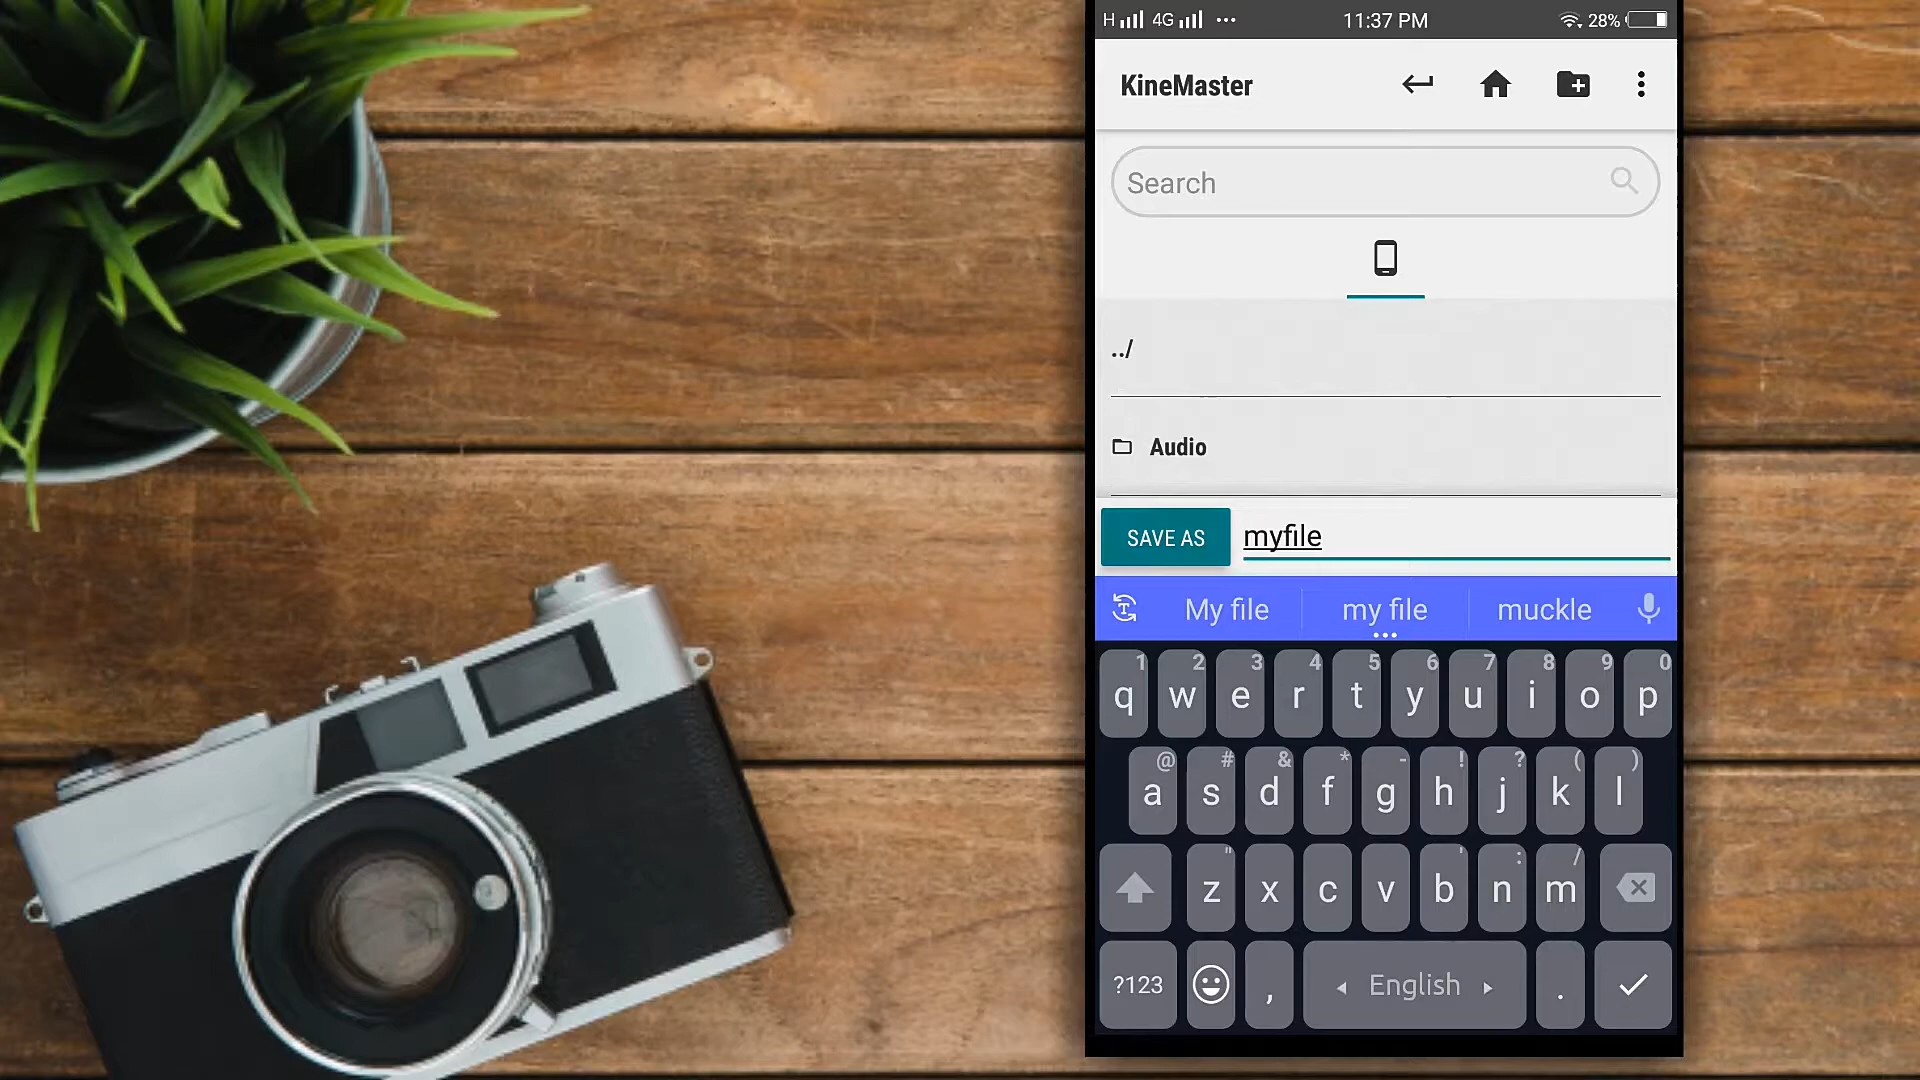 H 4G ••• 11:37 PM 28%
KineMaster
Search
../
Audio
SAVE AS myfile
My file my file muckle
1 2 3 4 5 6 7 8 9 0
q w e r t y u i o p
@ # & * - ! ? ( )
a s d f g h j k l
" ' : /
z x c v b n m
?123 , English .